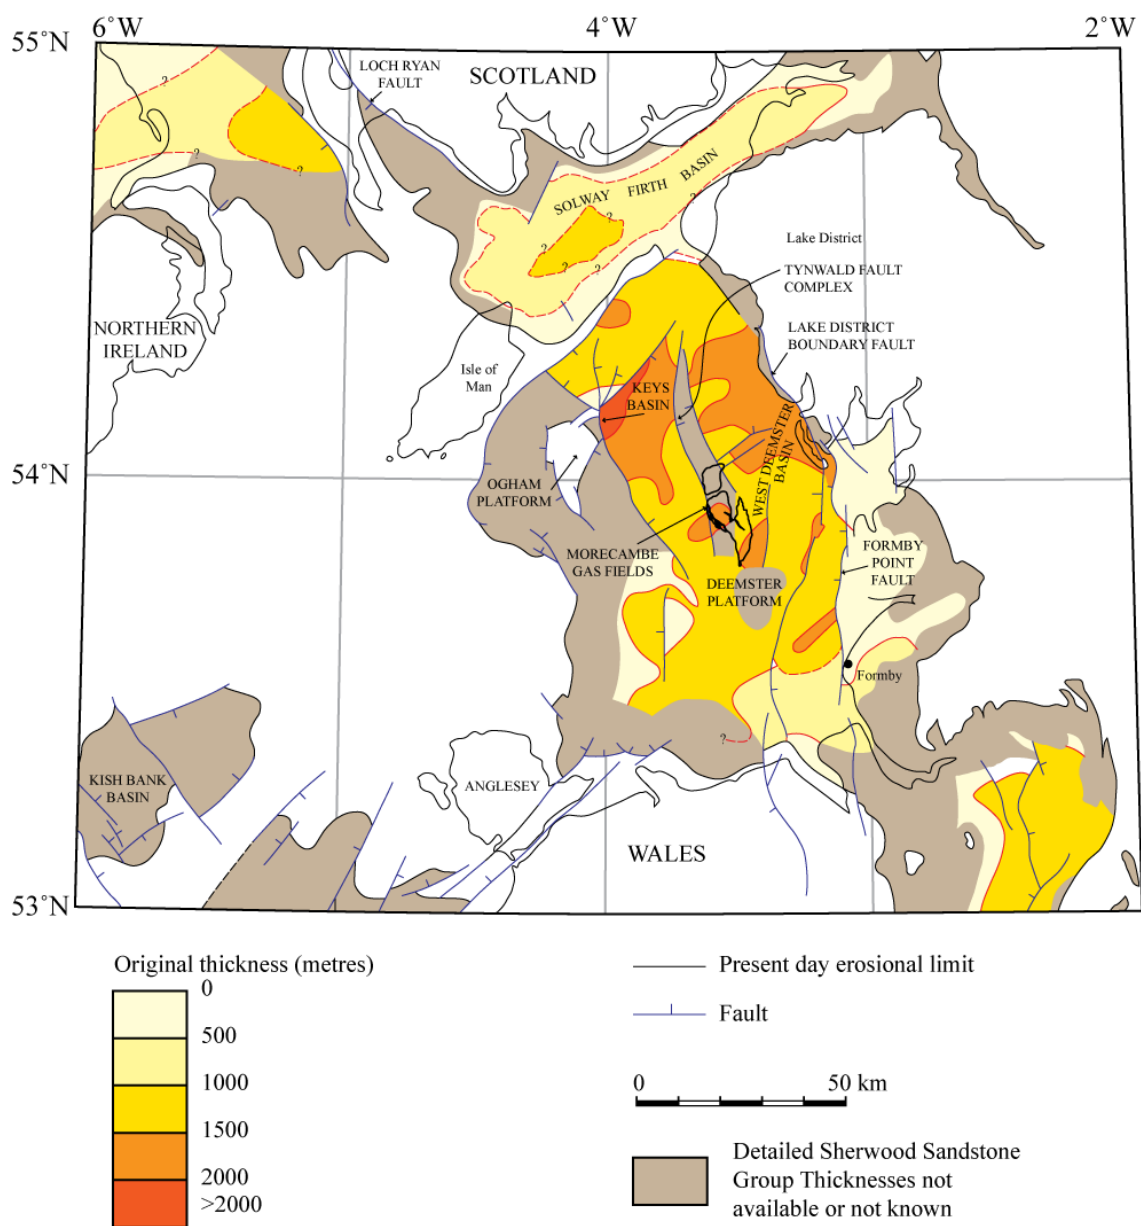 6°W
4°W
2°W
55°N
LOCH RYAN
FAULT
SCOTLAND
?
?
?
SOLWAY FIRTH BASIN
?
?
?
?
?
?
Lake District
TYNWALD FAULT
COMPLEX
NORTHERN
IRELAND
LAKE DISTRICT
BOUNDARY FAULT
Isle of
Man
KEYS
BASIN
WEST DEEMSTER
BASIN
54°N
OGHAM
PLATFORM
MORECAMBE
GAS FIELDS
FORMBY
POINT
FAULT
DEEMSTER
PLATFORM
Formby
?
KISH BANK
BASIN
ANGLESEY
WALES
53°N
Original thickness (metres)
0
500
1000
1500
2000
>2000
Present day erosional limit
Fault
0 50 km
Detailed Sherwood Sandstone
Group Thicknesses not
available or not known